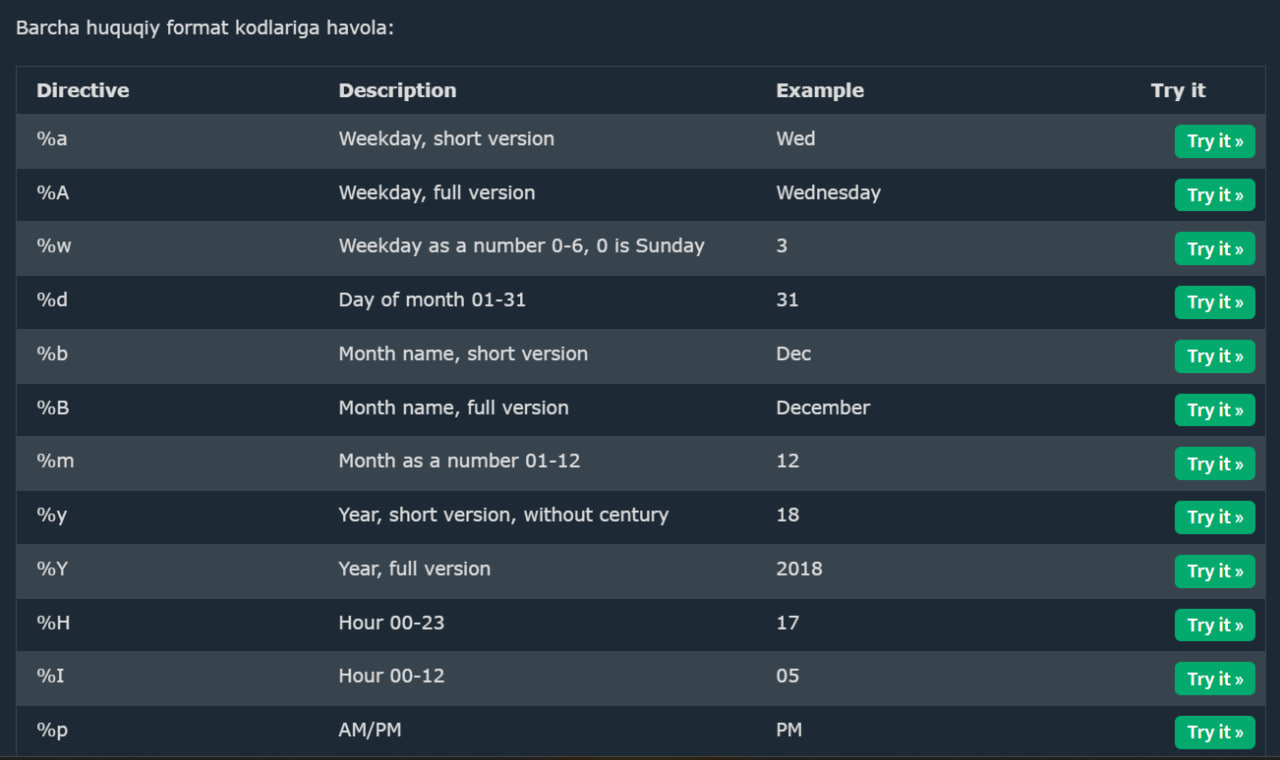 Barcha huquqiy format kodlariga havola:
Directive Description Example Try it
%a Weekday, short version Wed Try it »
%A Weekday, full version Wednesday Try it »
%w Weekday as a number 0-6, 0 is Sunday 3 Try it »
%d Day of month 01-31 31 Try it »
%b Month name, short version Dec Try it »
%B Month name, full version December Try it »
%m Month as a number 01-12 12 Try it »
%y Year, short version, without century 18 Try it »
%Y Year, full version 2018 Try it »
%H Hour 00-23 17 Try it »
%I Hour 00-12 05 Try it »
%p AM/PM PM Try it »